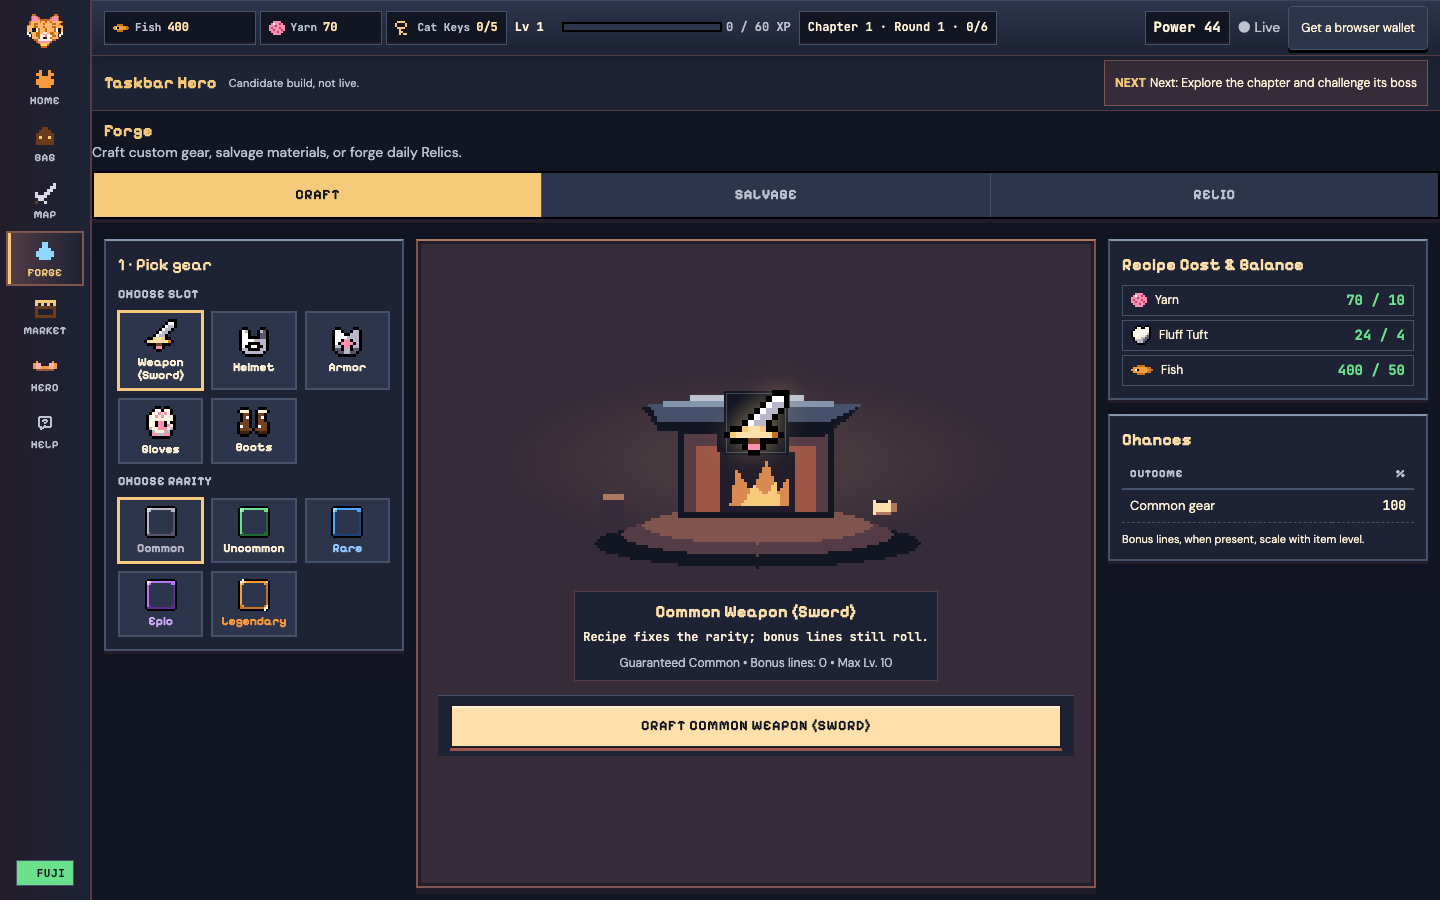 Fish 400
Yarn 70
Cat Keys 0/5
Lv 1
0 / 60 XP
Chapter 1 · Round 1 · 0/6
Power 44
Live
Get a browser wallet
HOME
BAG
MAP
FORGE
MARKET
HERO
HELP
FUJI
Taskbar Hero
Candidate build, not live.
NEXT Next: Explore the chapter and challenge its boss
Forge
Craft custom gear, salvage materials, or forge daily Relics.
CRAFT
SALVAGE
RELIC
1 · Pick gear
CHOOSE SLOT
Weapon
(Sword)
Helmet
Armor
Gloves
Boots
CHOOSE RARITY
Common
Uncommon
Rare
Epic
Legendary
Common Weapon (Sword)
Recipe fixes the rarity; bonus lines still roll.
Guaranteed Common • Bonus lines: 0 • Max Lv. 10
CRAFT COMMON WEAPON (SWORD)
Recipe Cost & Balance
Yarn 70 / 10
Fluff Tuft 24 / 4
Fish 400 / 50
Chances
OUTCOME %
Common gear 100
Bonus lines, when present, scale with item level.